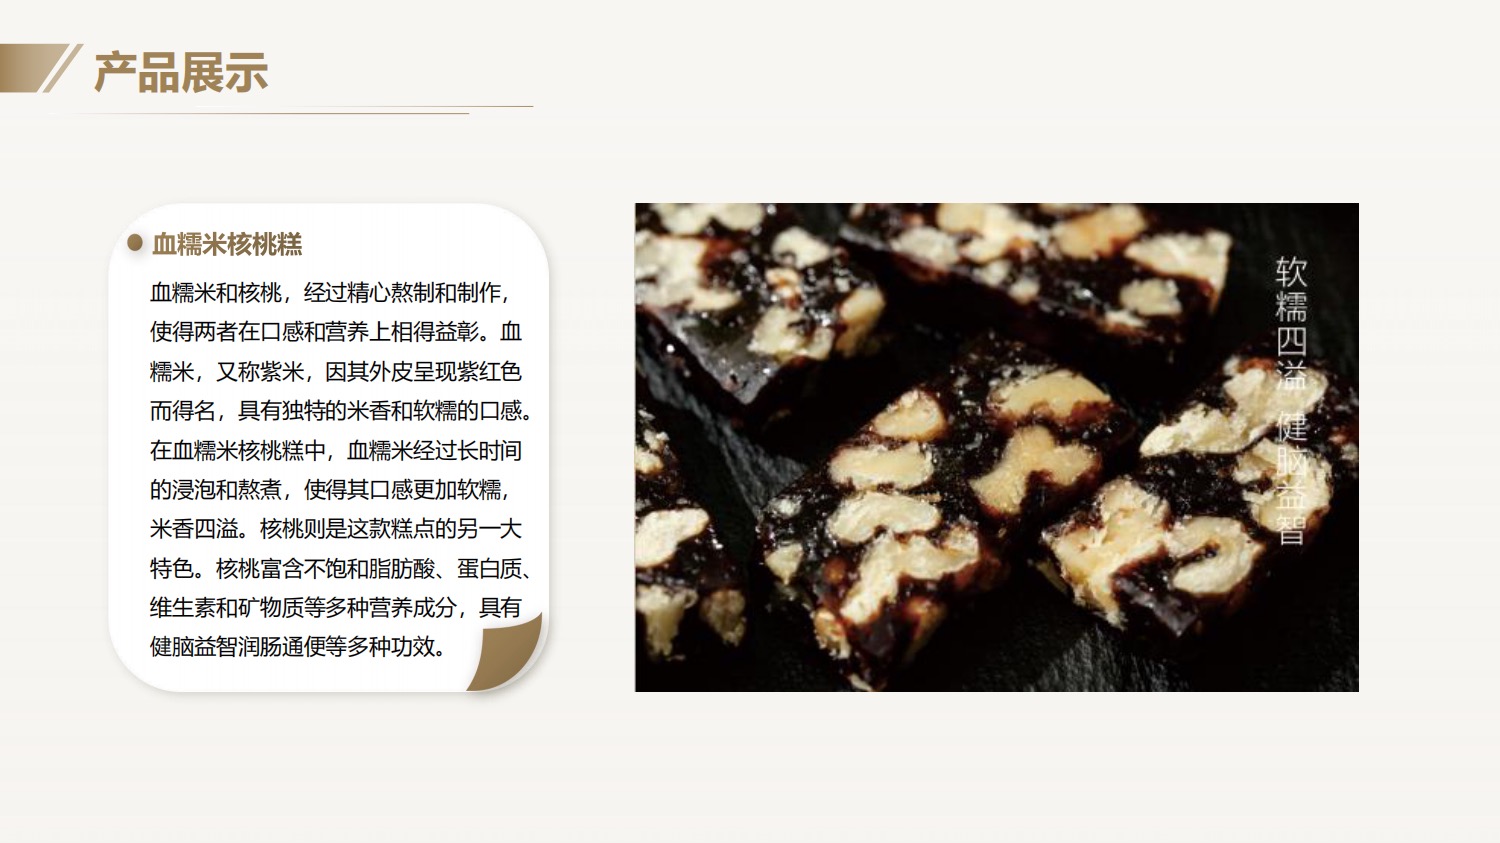 产品展示
血糯米核桃糕
血糯米和核桃，经过精心熬制和制作，
使得两者在口感和营养上相得益彰。血
糯米，又称紫米，因其外皮呈现紫红色
而得名，具有独特的米香和软糯的口感。
在血糯米核桃糕中，血糯米经过长时间
的浸泡和熬煮，使得其口感更加软糯，
米香四溢。核桃则是这款糕点的另一大
特色。核桃富含不饱和脂肪酸、蛋白质、
维生素和矿物质等多种营养成分，具有
健脑益智润肠通便等多种功效。
软糯四溢 健脑益智